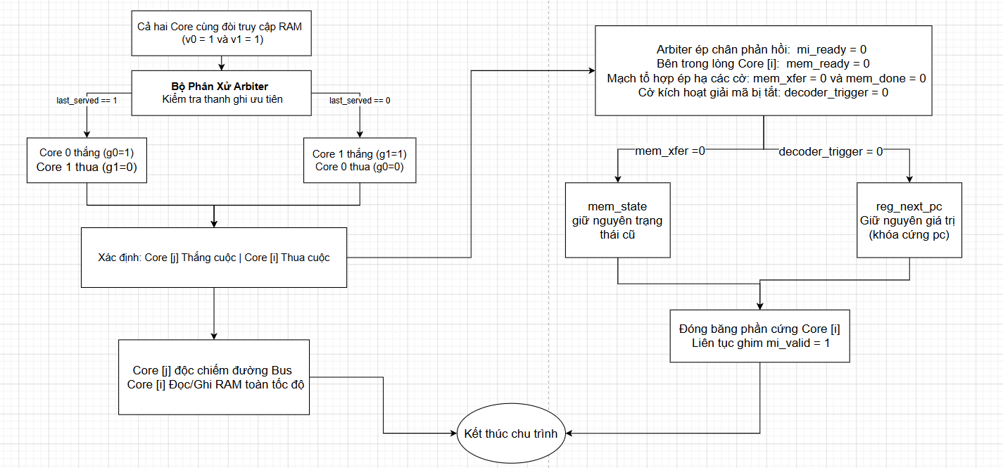 Cả hai Core cùng đòi truy cập RAM
(v0 = 1 và v1 = 1)
Bộ Phân Xử Arbiter
Kiểm tra thanh ghi ưu tiên
last_served == 1
last_served == 0
Core 0 thắng (g0=1)
Core 1 thua (g1=0)
Core 1 thắng (g1=1)
Core 0 thua (g0=0)
Xác định: Core [j] Thắng cuộc | Core [i] Thua cuộc
Core [j] độc chiếm đường Bus
Core [i] Đọc/Ghi RAM toàn tốc độ
Arbiter ép chân phản hồi: mi_ready = 0
Bên trong lòng Core [i]: mem_ready = 0
Mạch tổ hợp ép hạ các cờ: mem_xfer = 0 và mem_done = 0
Cờ kích hoạt giải mã bị tắt: decoder_trigger = 0
mem_xfer =0
decoder_trigger = 0
mem_state
giữ nguyên trạng
thái cũ
reg_next_pc
Giữ nguyên giá trị
(khóa cứng pc)
Đóng băng phần cứng Core [i]
Liên tục ghim mi_valid = 1
Kết thúc chu trình